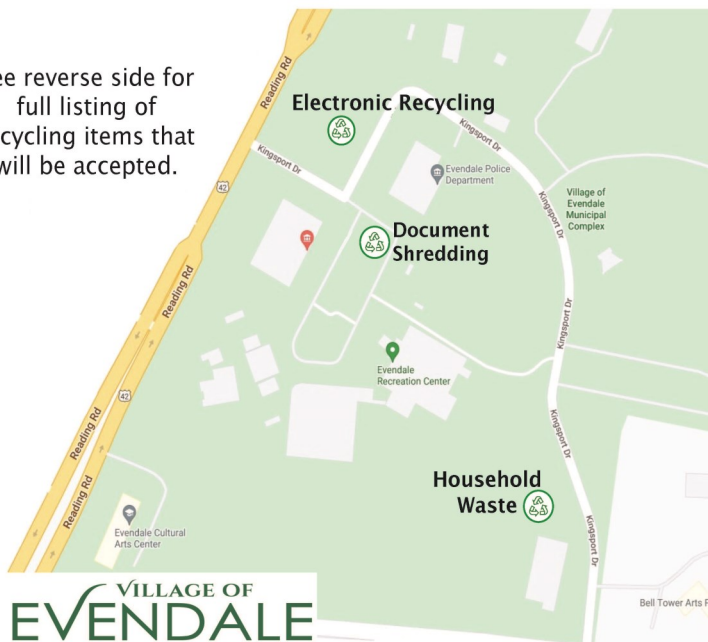 ee reverse side for
full listing of
cycling items that
will be accepted.
Reading Rd
Electronic Recycling
Kingsport Dr
Kingsport Dr
Evendale Police
Department
42
Village of
Evendale
Municipal
Complex
Kingsport Dr
Document
Shredding
Reading Rd
Kingsport Dr
Evendale
Recreation Center
42
Reading Rd
Kingsport Dr
Household
Waste
Reading Rd
Evendale Cultural
Arts Center
Kingsport Dr
Bell Tower Arts P
VILLAGE OF
EVENDALE